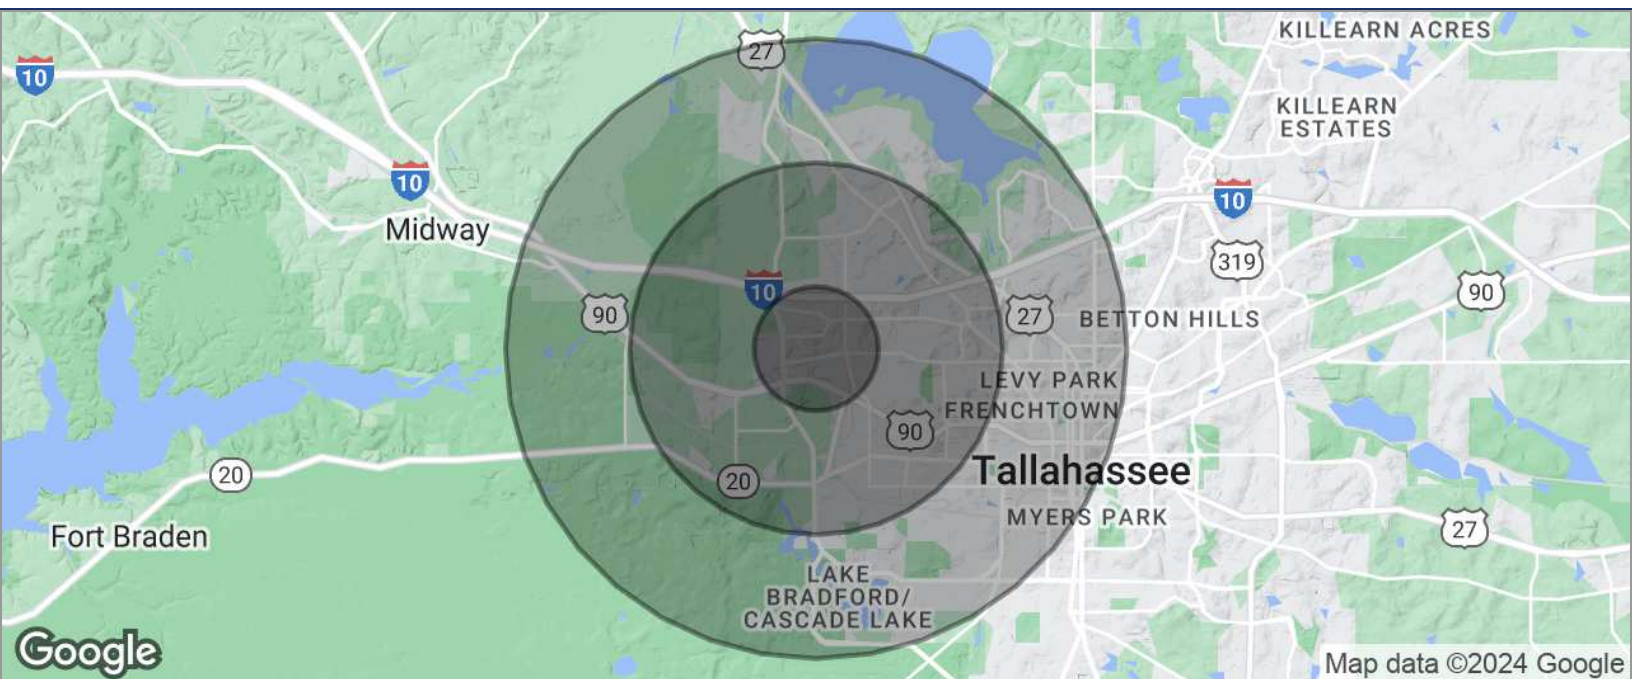 27
KILLEARN ACRES
10
KILLEARN
ESTATES
10
10
Midway
319
10
90
90
27
BETTON HILLS
LEVY PARK
FRENCHTOWN
90
Tallahassee
20
20
MYERS PARK
27
Fort Braden
LAKE
BRADFORD/
CASCADE LAKE
Google
Map data ©2024 Google